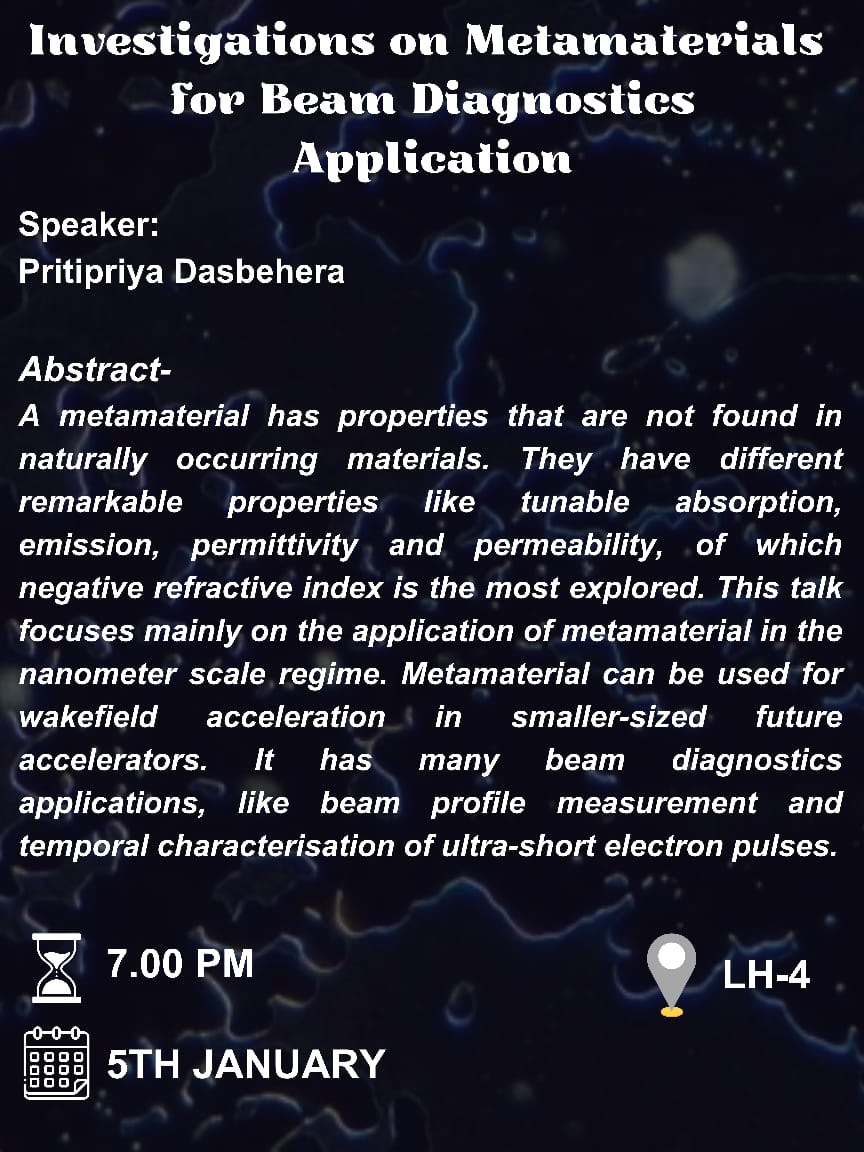 Investigations on Metamaterials
for Beam Diagnostics
Application
Speaker:
Pritipriya Dasbehera
Abstract-
A metamaterial has properties that are not found in
naturally occurring materials. They have different
remarkable properties like tunable absorption,
emission, permittivity and permeability, of which
negative refractive index is the most explored. This talk
focuses mainly on the application of metamaterial in the
nanometer scale regime. Metamaterial can be used for
wakefield acceleration in smaller-sized future
accelerators. It has many beam diagnostics
applications, like beam profile measurement and
temporal characterisation of ultra-short electron pulses.
7.00 PM
LH-4
5TH JANUARY